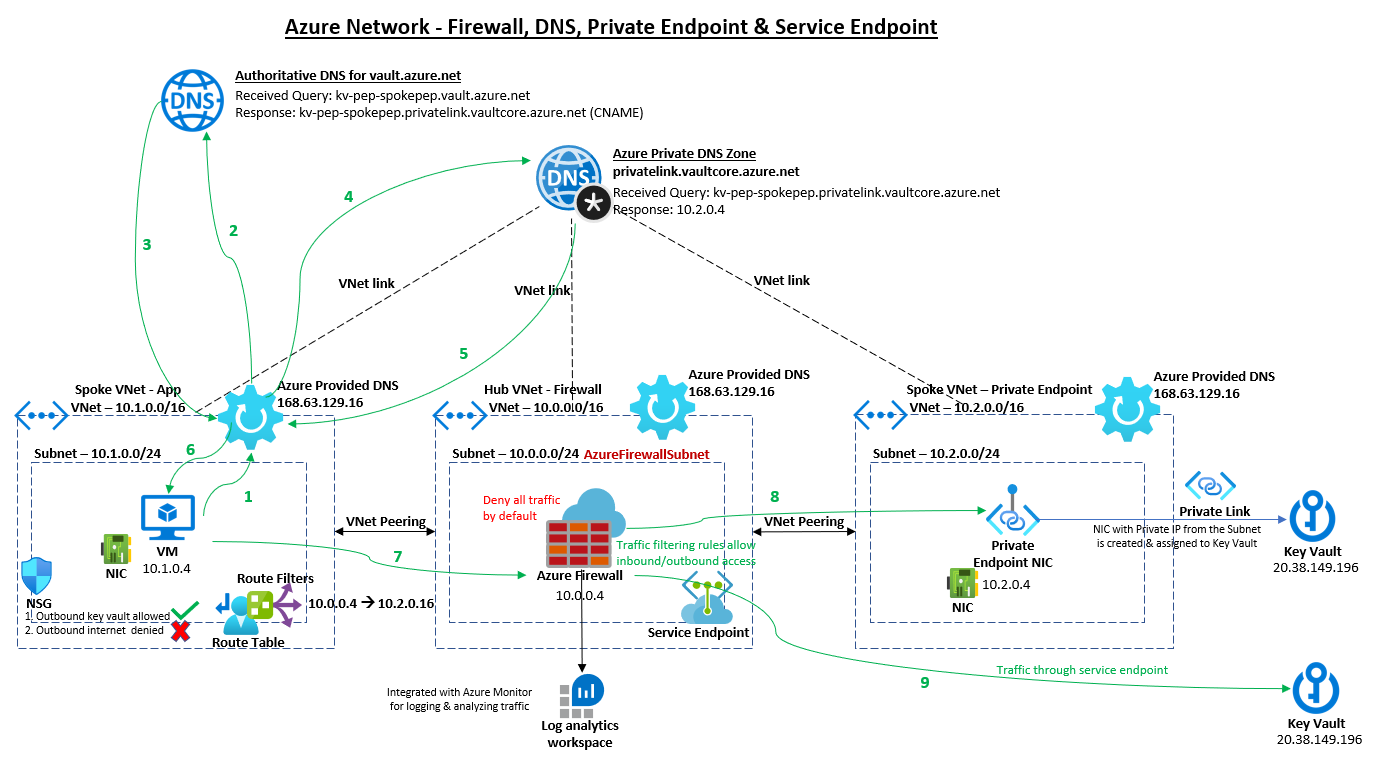 Azure Network - Firewall, DNS, Private Endpoint & Service Endpoint
DNS
Authoritative DNS for vault.azure.net
Received Query: kv-pep-spokepep.vault.azure.net
Response: kv-pep-spokepep.privatelink.vaultcore.azure.net (CNAME)
DNS
Azure Private DNS Zone
privatelink.vaultcore.azure.net
Received Query: kv-pep-spokepep.privatelink.vaultcore.azure.net
Response: 10.2.0.4
4
2
3
VNet link
VNet link
VNet link
5
Spoke VNet - App
VNet – 10.1.0.0/16
Azure Provided DNS
168.63.129.16
Hub VNet - Firewall
VNet – 10.0.0.0/16
Azure Provided DNS
168.63.129.16
Spoke VNet – Private Endpoint
VNet – 10.2.0.0/16
Azure Provided DNS
168.63.129.16
Subnet – 10.1.0.0/24
6
1
VM
10.1.0.4
NIC
NSG
1. Outbound key vault allowed
2. Outbound internet denied
Route Filters
10.0.0.4 → 10.2.0.16
Route Table
VNet Peering
7
Subnet – 10.0.0.0/24 AzureFirewallSubnet
Deny all traffic
by default
Traffic filtering rules allow
inbound/outbound access
Azure Firewall
10.0.0.4
Service Endpoint
8
VNet Peering
Subnet – 10.2.0.0/24
Private
Endpoint NIC
10.2.0.4
NIC
Private Link
NIC with Private IP from the Subnet
is created & assigned to Key Vault
Key Vault
20.38.149.196
Integrated with Azure Monitor
for logging & analyzing traffic
Log analytics
workspace
9
Traffic through service endpoint
Key Vault
20.38.149.196